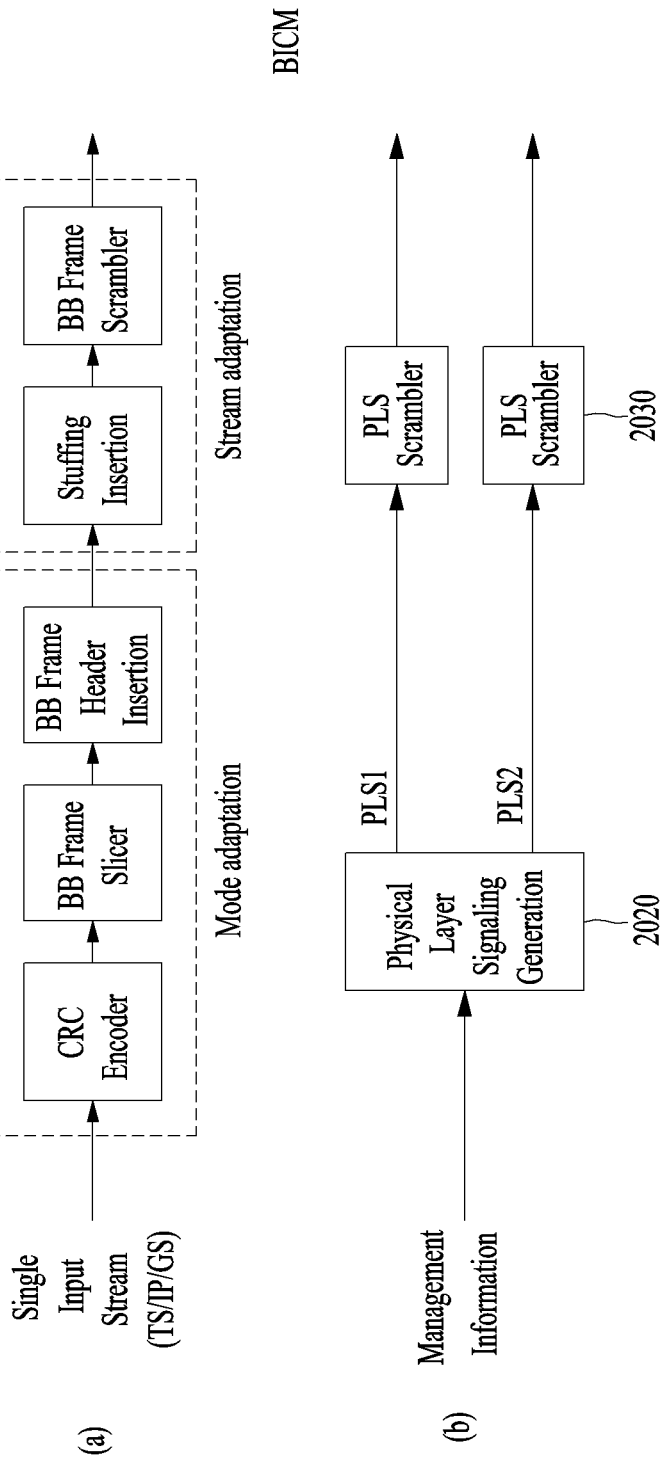 (a)
Single
Input
Stream
(TS/IP/GS)
CRC
Encoder
BB Frame
Slicer
BB Frame
Header
Insertion
Mode adaptation
Stuffing
Insertion
BB Frame
Scrambler
Stream adaptation
BICM
(b)
Management
Information
Physical
Layer
Signaling
Generation
2020
PLS1
PLS2
PLS
Scrambler
PLS
Scrambler
2030